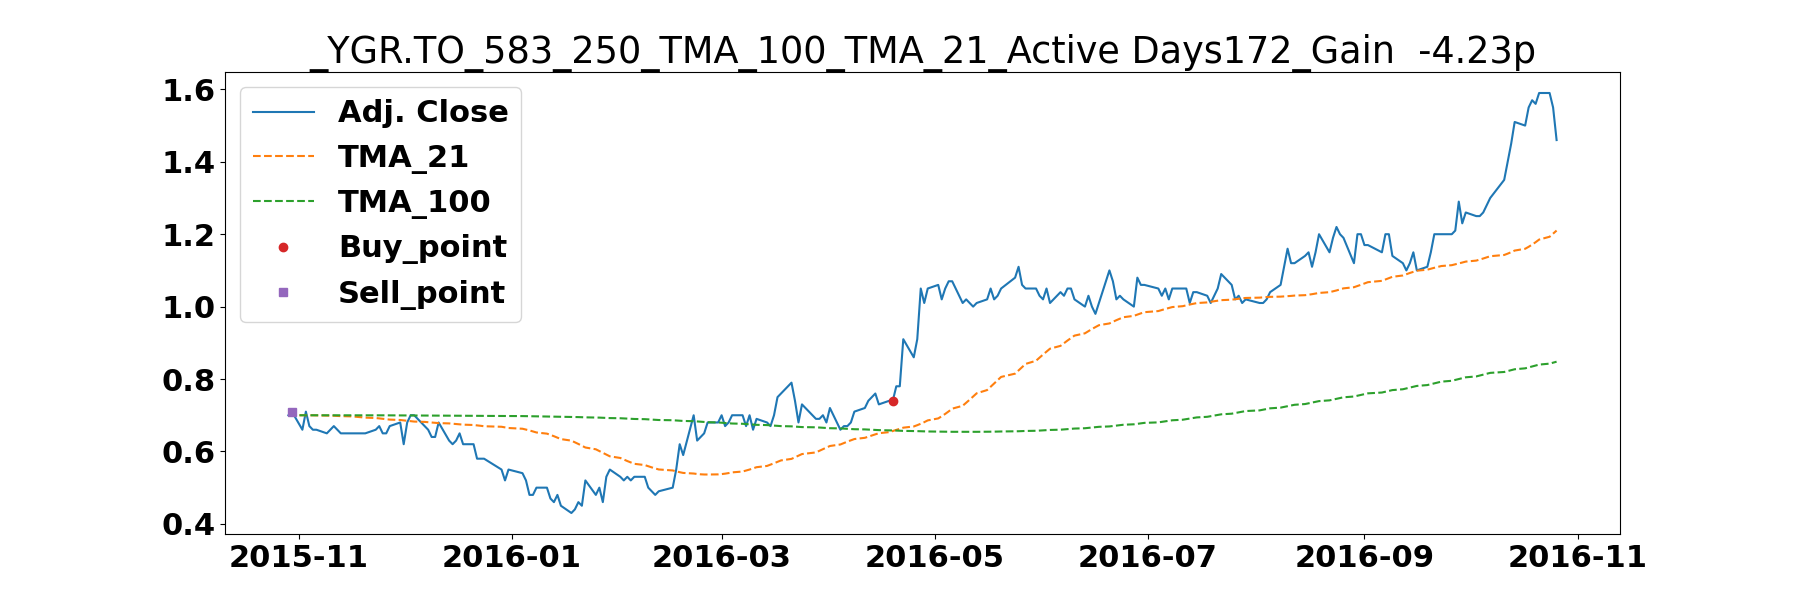 _YGR.TO_583_250_TMA_100_TMA_21_Active Days172_Gain  -4.23p
1.6
1.4
1.2
1.0
0.8
0.6
0.4
Adj. Close
TMA_21
TMA_100
Buy_point
Sell_point
2015-11 2016-01 2016-03 2016-05 2016-07 2016-09 2016-11